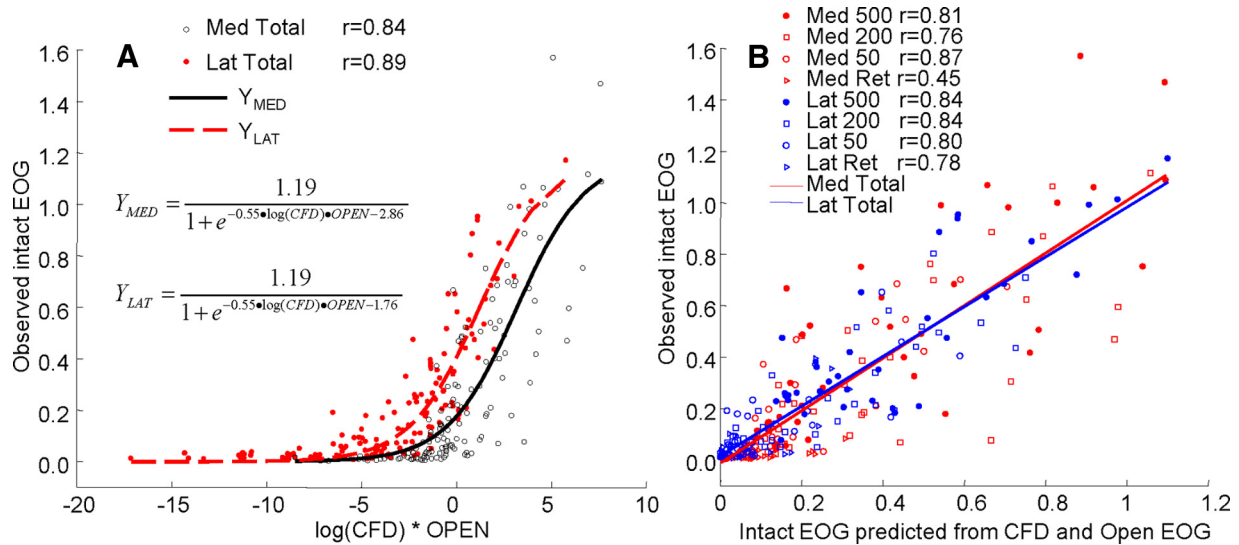 A
Med Total r=0.84
Lat Total r=0.89
Y_MED
Y_LAT
Y_MED = 1.19 / (1+e^(-0.55•log(CFD)•OPEN-2.86))
Y_LAT = 1.19 / (1+e^(-0.55•log(CFD)•OPEN-1.76))
Observed intact EOG
1.6
1.4
1.2
1.0
0.8
0.6
0.4
0.2
0.0
-20 -15 -10 -5 0 5 10
log(CFD) * OPEN
B
Med 500 r=0.81
Med 200 r=0.76
Med 50 r=0.87
Med Ret r=0.45
Lat 500 r=0.84
Lat 200 r=0.84
Lat 50 r=0.80
Lat Ret r=0.78
Med Total
Lat Total
Observed intact EOG
1.6
1.4
1.2
1.0
0.8
0.6
0.4
0.2
0.0
0 0.2 0.4 0.6 0.8 1 1.2
Intact EOG predicted from CFD and Open EOG